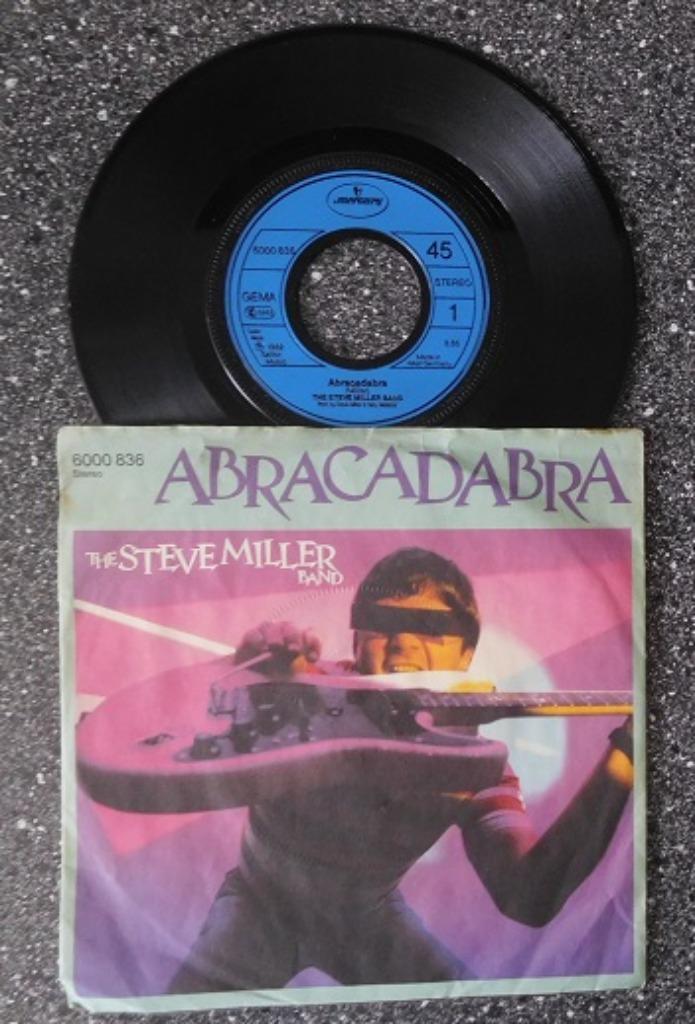 mercury
6000 836
45
GEMA
STEREO
1
1982
Made in
West Germany
Abracadabra
THE STEVE MILLER BAND
6000 836
Stereo
ABRACADABRA
THE STEVE MILLER
BAND